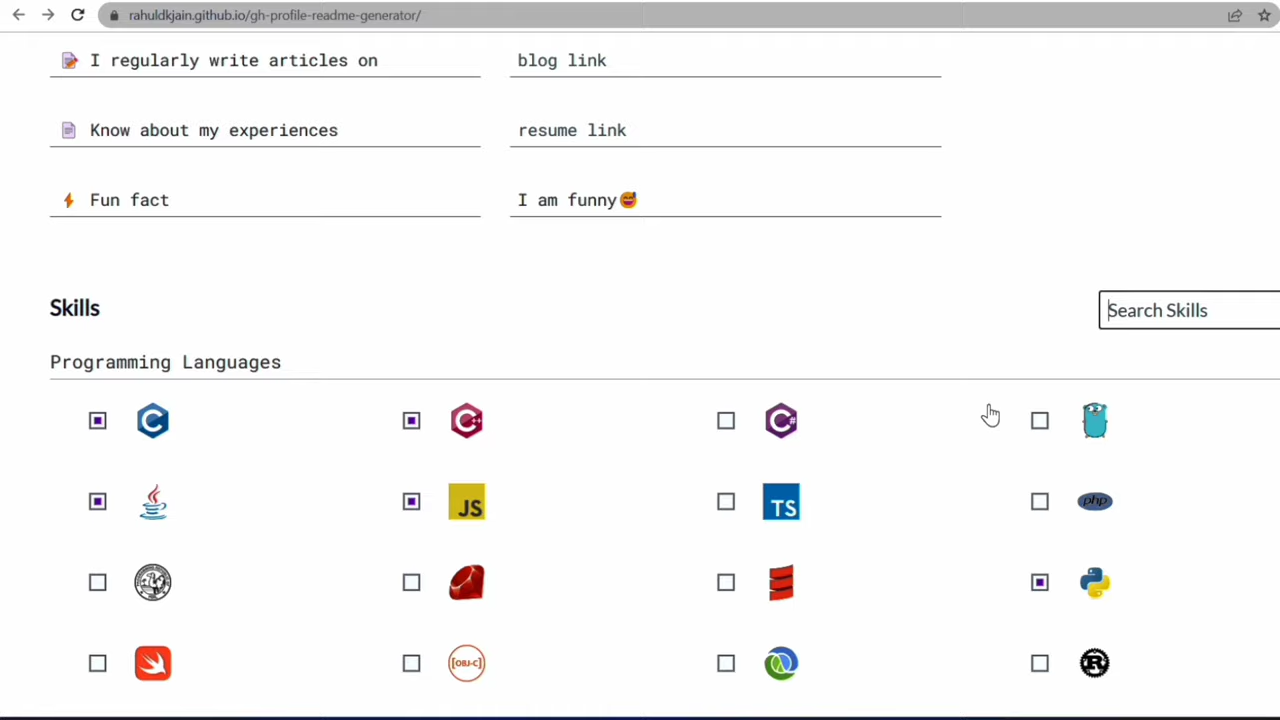 rahuldkjain.github.io/gh-profile-readme-generator/
I regularly write articles on
blog link
Know about my experiences
resume link
Fun fact
I am funny😅
Skills
Search Skills
Programming Languages
C
C++
C#
JS
TS
php
[OBJ-C]
R